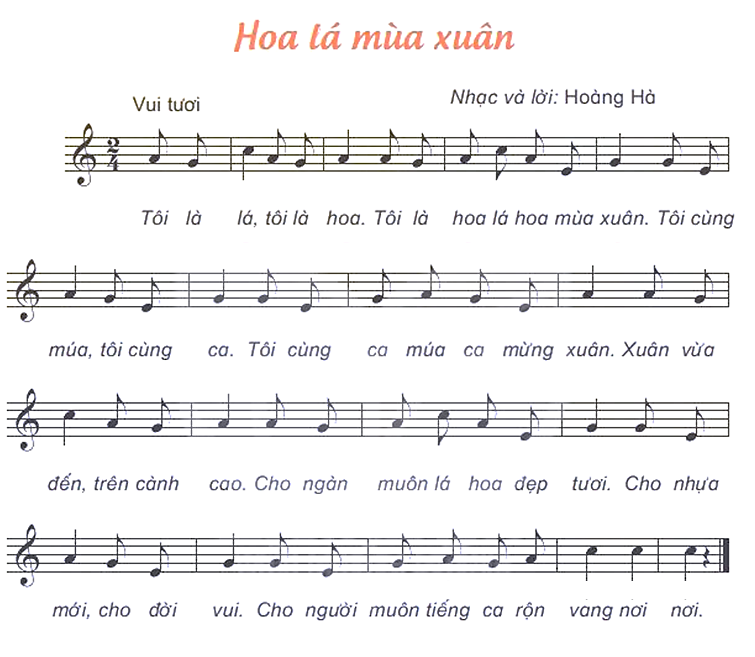 Hoa lá mùa xuân
Vui tươi
Nhạc và lời: Hoàng Hà
2
4
Tôi là lá, tôi là hoa. Tôi là hoa lá hoa mùa xuân. Tôi cùng
múa, tôi cùng ca. Tôi cùng ca múa ca mừng xuân. Xuân vừa
đến, trên cành cao. Cho ngàn muôn lá hoa đẹp tươi. Cho nhựa
mới, cho đời vui. Cho người muôn tiếng ca rộn vang nơi nơi.